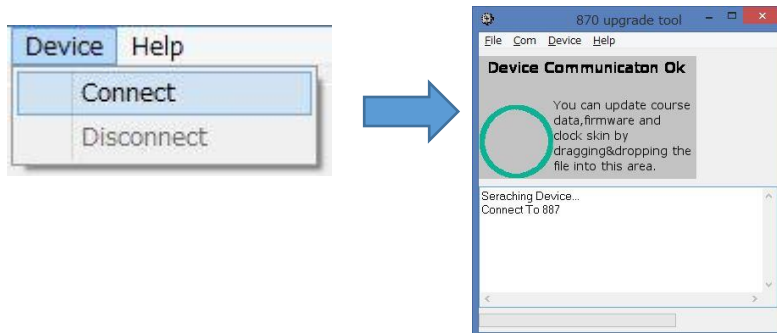 Device Help
Connect
Disconnect
870 upgrade tool
File Com Device Help
Device Communicaton Ok
You can update course
data,firmware and
clock skin by
dragging&dropping the
file into this area.
Seraching Device...
Connect To 887